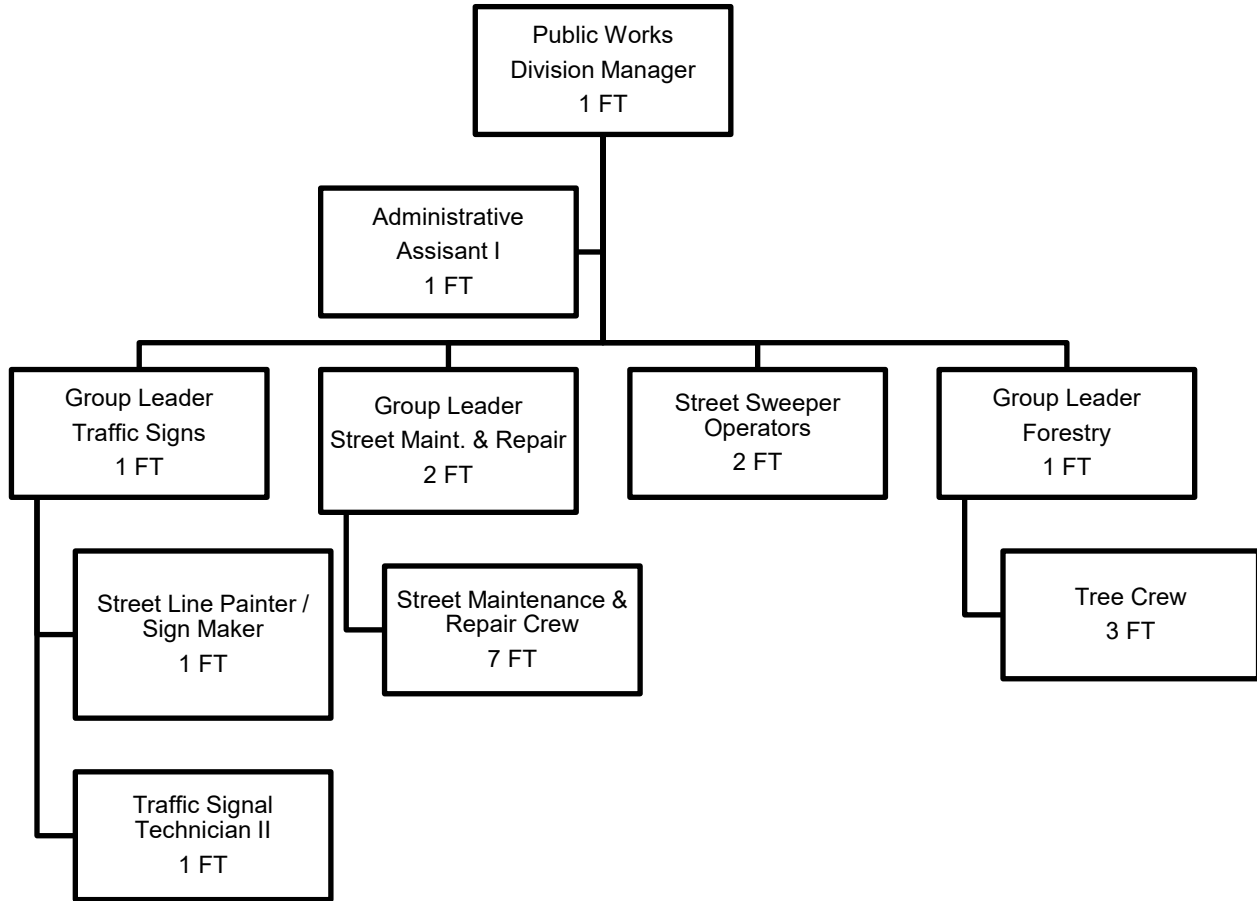 Public Works
Division Manager
1 FT
Administrative
Assisant I
1 FT
Group Leader
Traffic Signs
1 FT
Group Leader
Street Maint. & Repair
2 FT
Street Sweeper
Operators
2 FT
Group Leader
Forestry
1 FT
Street Line Painter /
Sign Maker
1 FT
Street Maintenance &
Repair Crew
7 FT
Tree Crew
3 FT
Traffic Signal
Technician II
1 FT